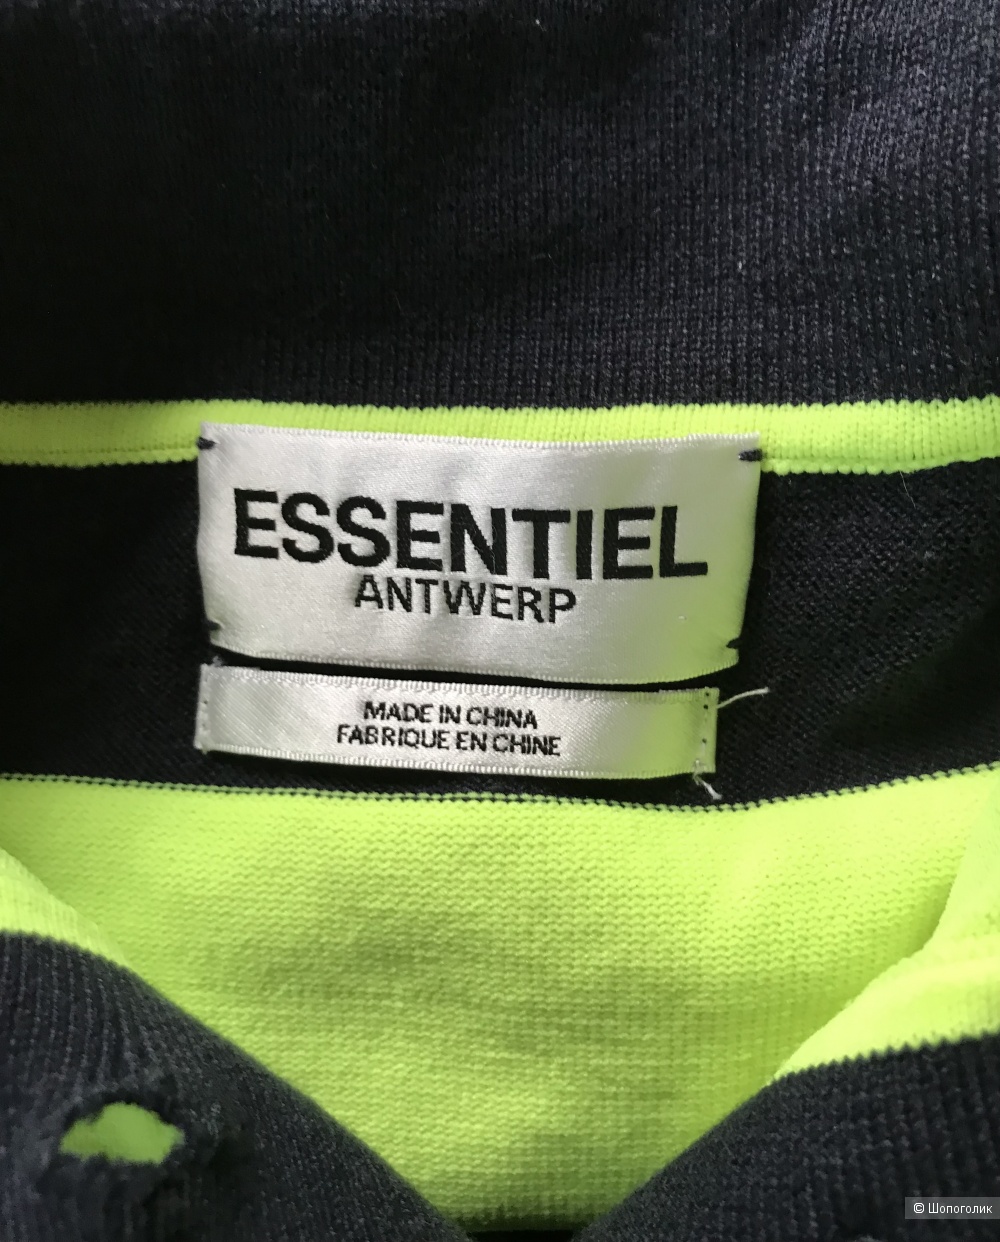 ESSENTIEL
ANTWERP
MADE IN CHINA
FABRIQUE EN CHINE
© Шопоголик